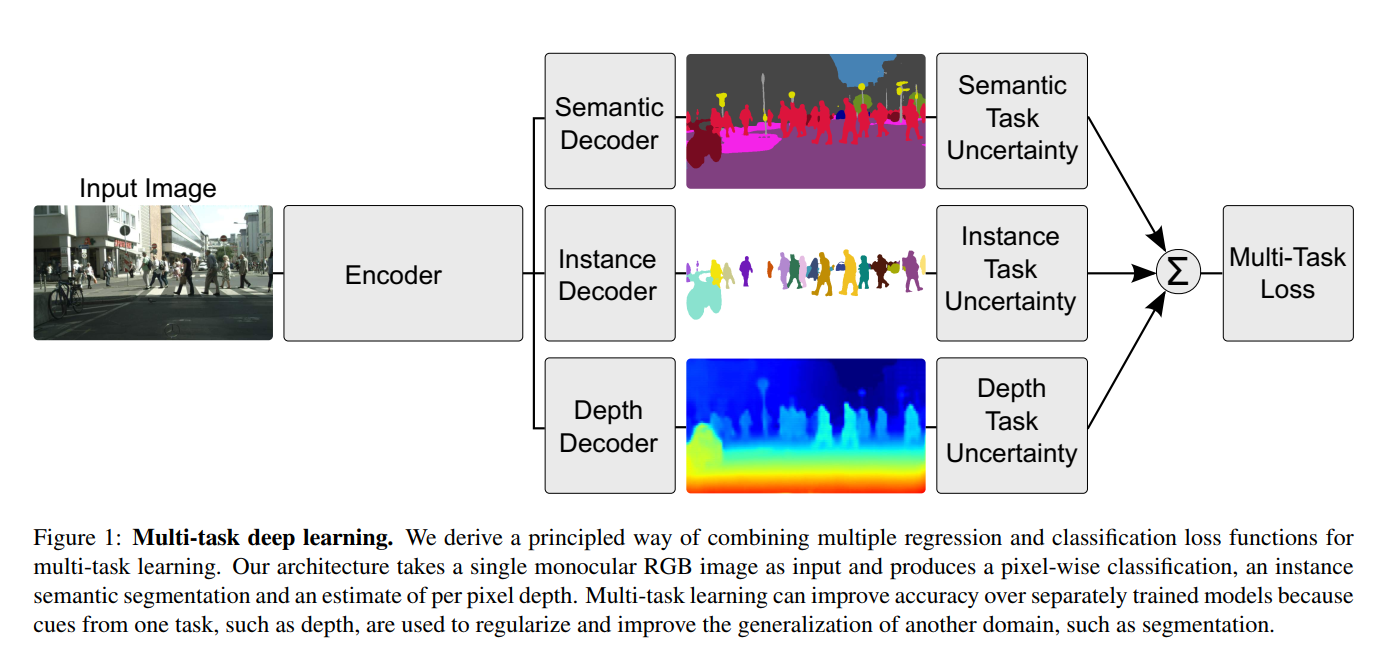 Semantic
Decoder
Semantic
Task
Uncertainty
Input Image
Encoder
Instance
Decoder
Instance
Task
Uncertainty
Σ
Multi-Task
Loss
Depth
Decoder
Depth
Task
Uncertainty
Figure 1: Multi-task deep learning. We derive a principled way of combining multiple regression and classification loss functions for
multi-task learning. Our architecture takes a single monocular RGB image as input and produces a pixel-wise classification, an instance
semantic segmentation and an estimate of per pixel depth. Multi-task learning can improve accuracy over separately trained models because
cues from one task, such as depth, are used to regularize and improve the generalization of another domain, such as segmentation.